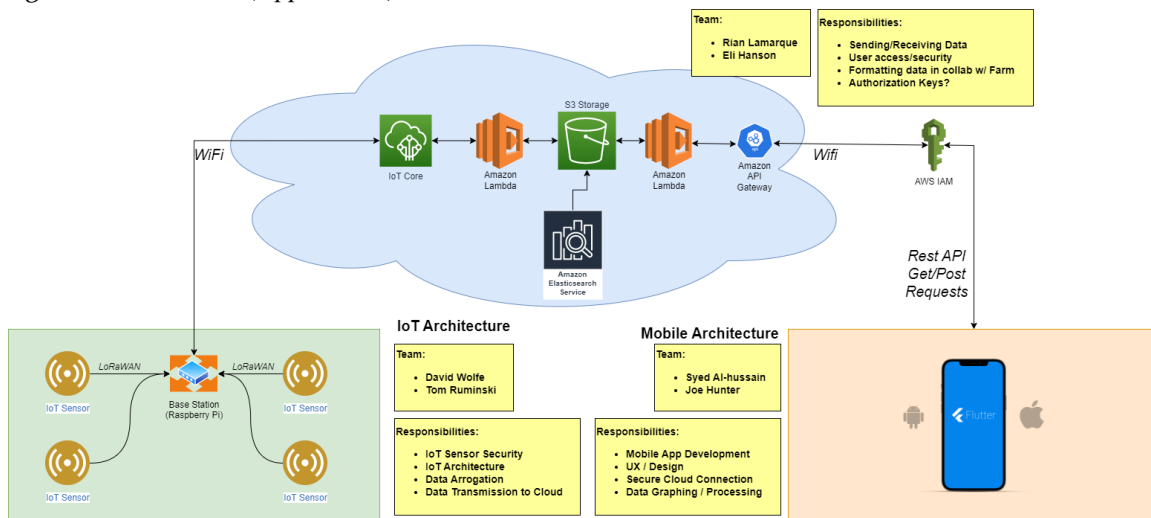 Team:
• Rian Lamarque
• Eli Hanson
Responsibilities:
• Sending/Receiving Data
• User access/security
• Formatting data in collab w/ Farm
• Authorization Keys?
S3 Storage
WiFi
IoT Core
Amazon
Lambda
Amazon
Lambda
Amazon
API
Gateway
Wifi
AWS IAM
Amazon
Elasticsearch
Service
Rest API
Get/Post
Requests
IoT Architecture
Team:
• David Wolfe
• Tom Ruminski
Responsibilities:
• IoT Sensor Security
• IoT Architecture
• Data Arrogation
• Data Transmission to Cloud
Mobile Architecture
Team:
• Syed Al-hussain
• Joe Hunter
Responsibilities:
• Mobile App Development
• UX / Design
• Secure Cloud Connection
• Data Graphing / Processing
LoRaWAN
LoRaWAN
IoT Sensor
Base Station
(Raspberry Pi)
IoT Sensor
IoT Sensor
IoT Sensor
Flutter